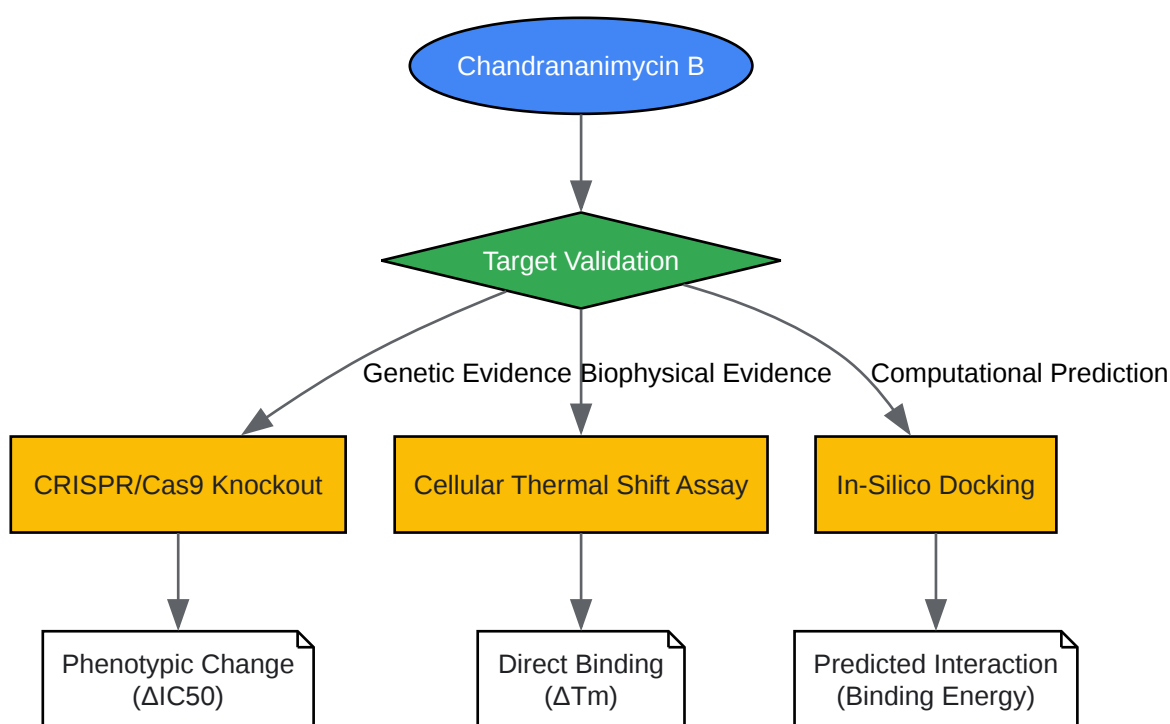 Chandrananimycin B
Target Validation
Genetic Evidence
Biophysical Evidence
Computational Prediction
CRISPR/Cas9 Knockout
Cellular Thermal Shift Assay
In-Silico Docking
Phenotypic Change
(ΔIC50)
Direct Binding
(ΔTm)
Predicted Interaction
(Binding Energy)